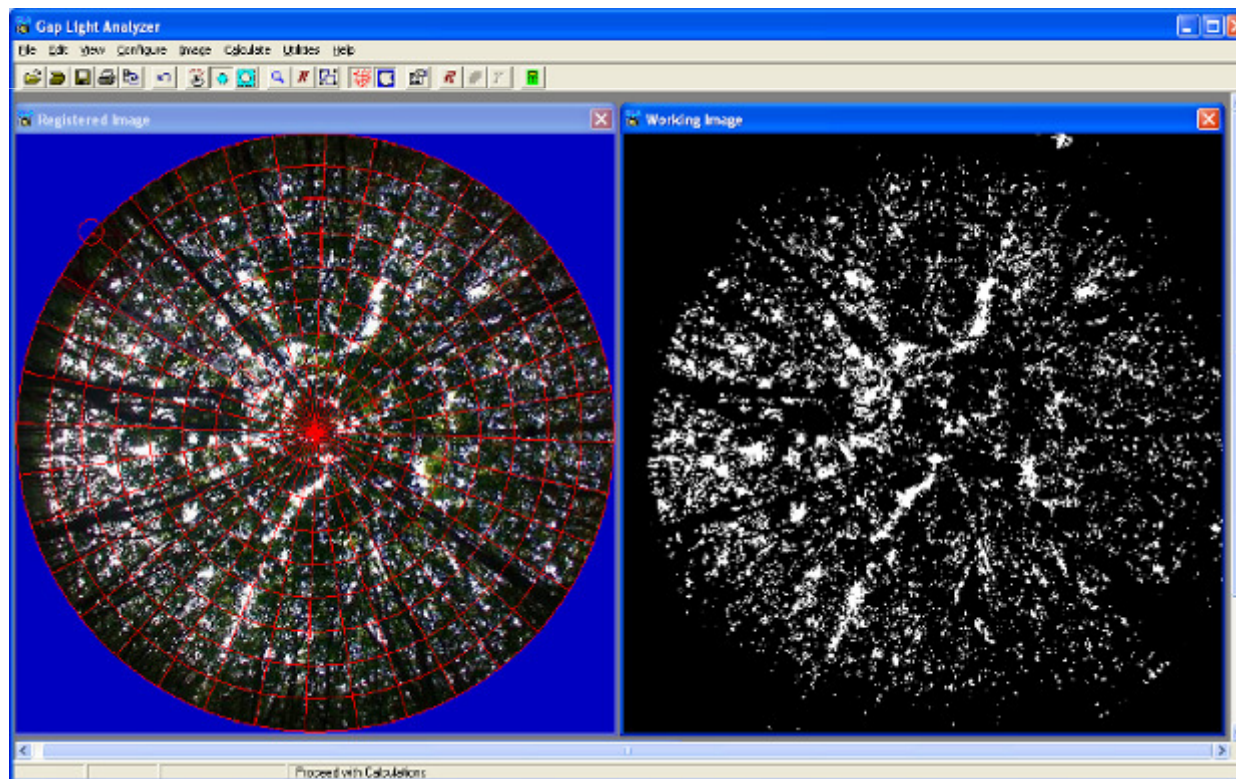 Gap Light Analyzer
File Edit View Configure Image Calculate Utilities Help
Registered Image
Working Image
Proceed with Calculations